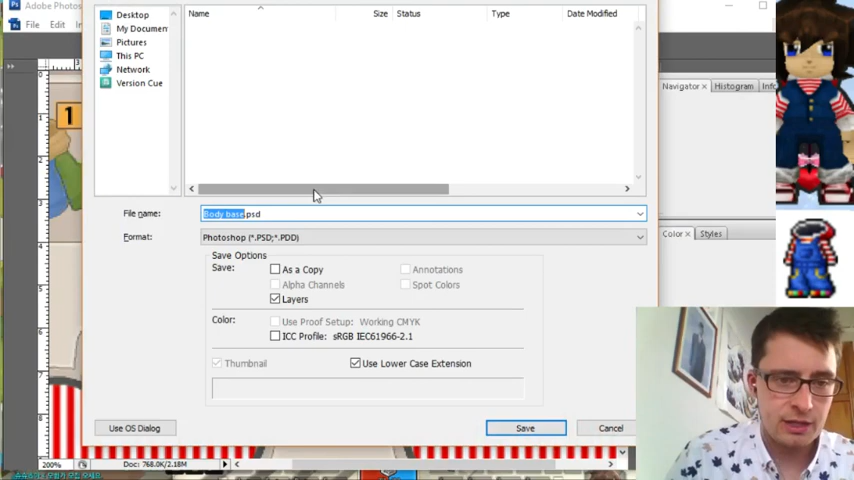 Adobe Photos
File Edit
Desktop
My Documen
Pictures
This PC
Network
Version Cue
Name Size Status Type Date Modified
Navigator × Histogram Info
1
File name: Body base.psd
Format: Photoshop (*.PSD;*.PDD)
Color × Styles
Save Options
Save: As a Copy Annotations
Alpha Channels Spot Colors
Layers
Color: Use Proof Setup: Working CMYK
ICC Profile: sRGB IEC61966-2.1
Thumbnail Use Lower Case Extension
Use OS Dialog Save Cancel
200% Doc: 768.0K/2.18M